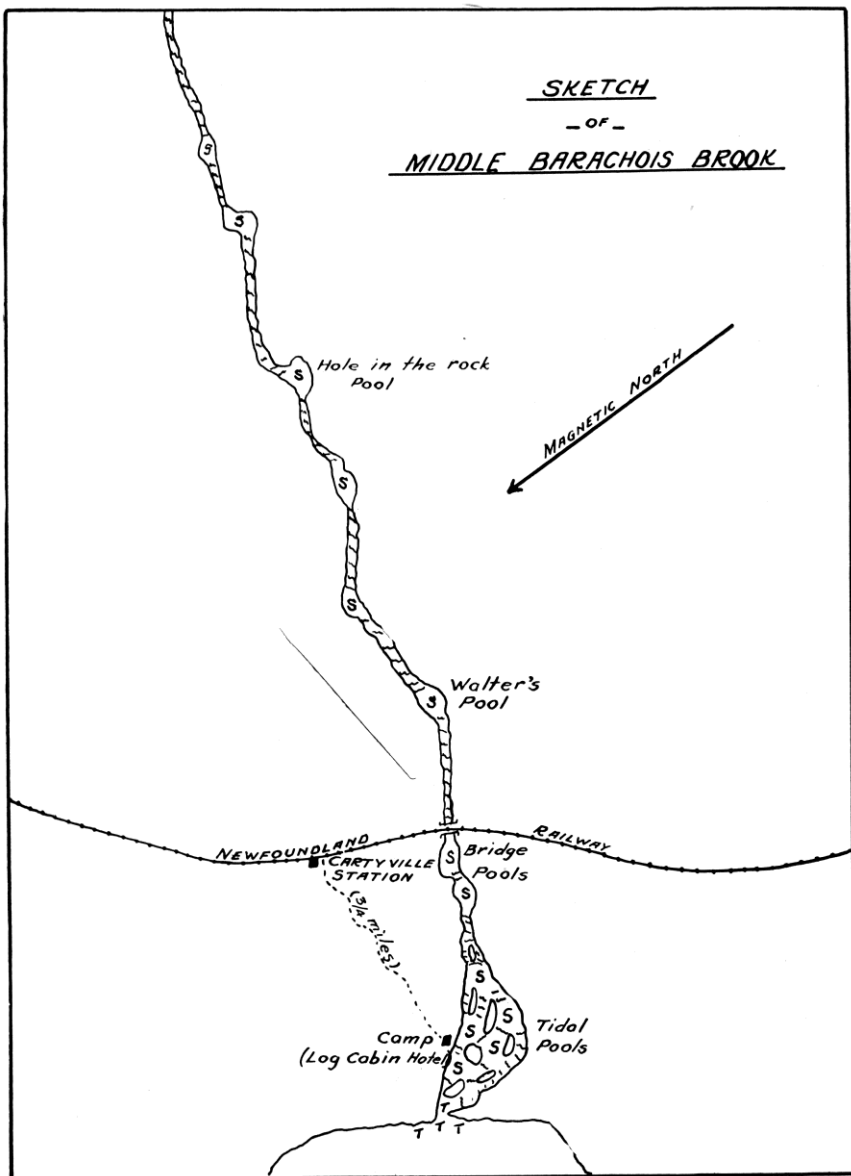 SKETCH
- OF -
MIDDLE BARACHOIS BROOK
S
S
Hole in the rock
Pool
S
MAGNETIC NORTH
S
S
Walter's
Pool
S
NEWFOUNDLAND RAILWAY
CARTYVILLE
STATION
Bridge
Pools
S
S
(3/4 miles)
S
S
S
S
S
Tidal
Pools
Camp
(Log Cabin Hotel)
T
T T T